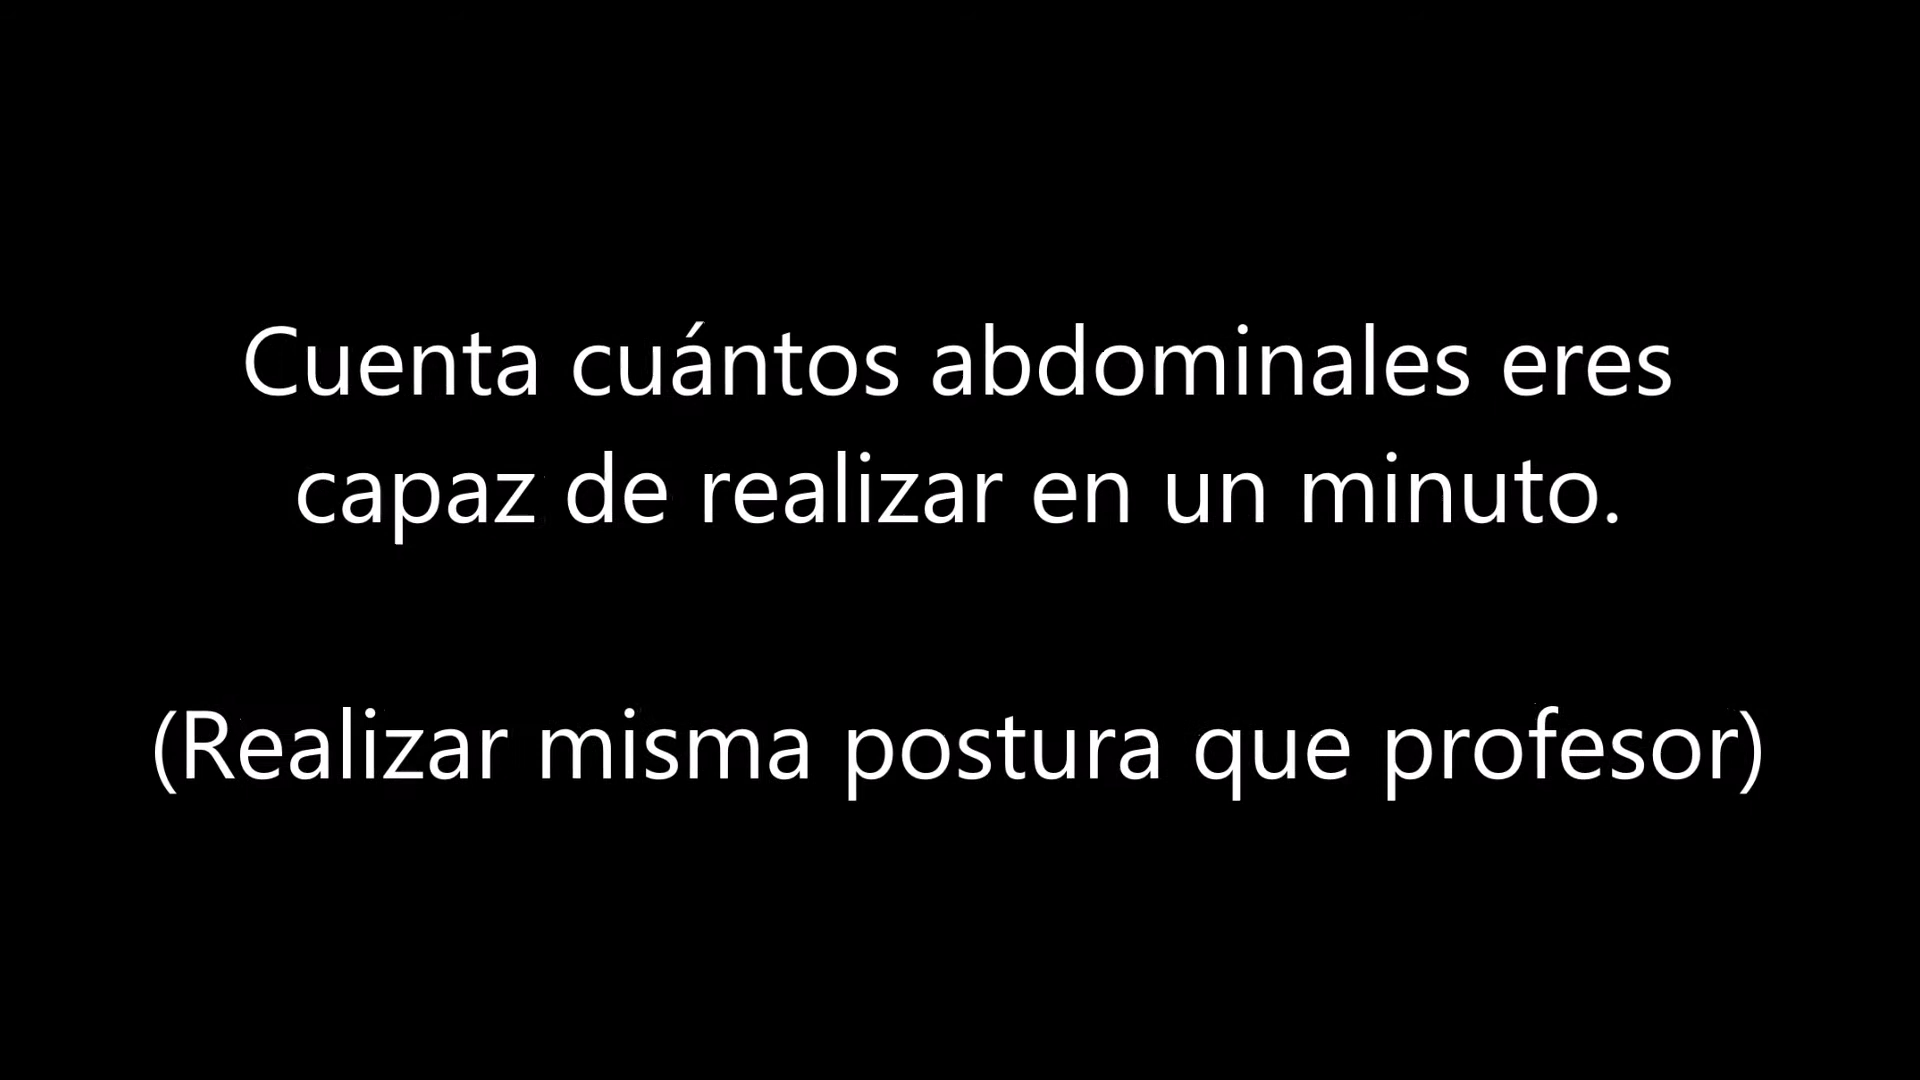 Cuenta cuántos abdominales eres
capaz de realizar en un minuto.
(Realizar misma postura que profesor)